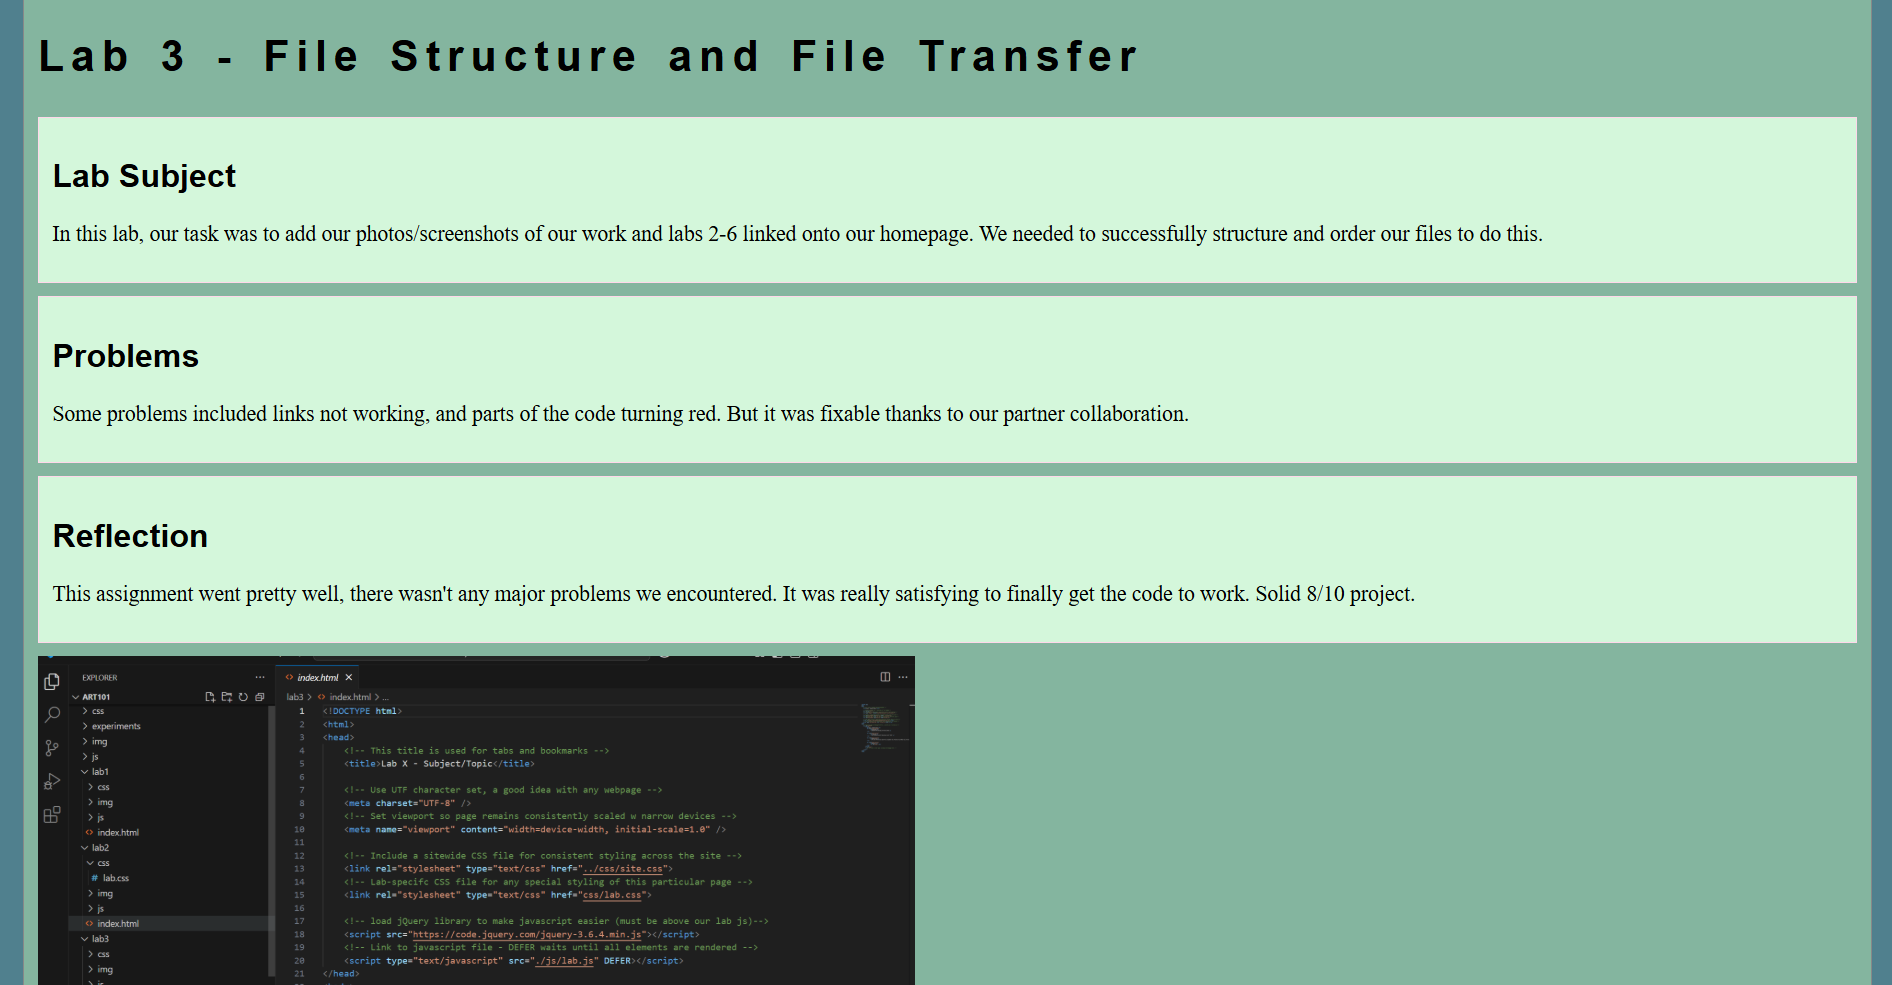 Lab 3 - File Structure and File Transfer
Lab Subject
In this lab, our task was to add our photos/screenshots of our work and labs 2-6 linked onto our homepage. We needed to successfully structure and order our files to do this.
Problems
Some problems included links not working, and parts of the code turning red. But it was fixable thanks to our partner collaboration.
Reflection
This assignment went pretty well, there wasn't any major problems we encountered. It was really satisfying to finally get the code to work. Solid 8/10 project.
EXPLORER
ART101
css
experiments
img
js
lab1
css
img
js
index.html
lab2
css
# lab.css
img
js
index.html
lab3
css
img
<> index.html ×
lab3 > <> index.html > ...
1 <!DOCTYPE html>
2 <html>
3 <head>
4 <!-- This title is used for tabs and bookmarks -->
5 <title>Lab X - Subject/Topic</title>
6
7 <!-- Use UTF character set, a good idea with any webpage -->
8 <meta charset="UTF-8" />
9 <!-- Set viewport so page remains consistently scaled w narrow devices -->
10 <meta name="viewport" content="width=device-width, initial-scale=1.0" />
11
12 <!-- Include a sitewide CSS file for consistent styling across the site -->
13 <link rel="stylesheet" type="text/css" href="../css/site.css">
14 <!-- Lab-specifc CSS file for any special styling of this particular page -->
15 <link rel="stylesheet" type="text/css" href="css/lab.css">
16
17 <!-- load jQuery library to make javascript easier (must be above our lab js)-->
18 <script src="https://code.jquery.com/jquery-3.6.4.min.js"></script>
19 <!-- Link to javascript file - DEFER waits until all elements are rendered -->
20 <script type="text/javascript" src="./js/lab.js" DEFER></script>
21 </head>